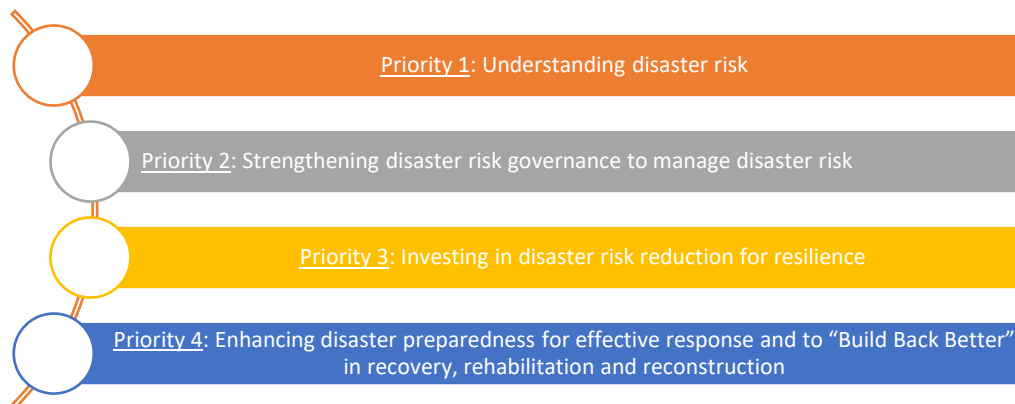 Priority 1: Understanding disaster risk
Priority 2: Strengthening disaster risk governance to manage disaster risk
Priority 3: Investing in disaster risk reduction for resilience
Priority 4: Enhancing disaster preparedness for effective response and to “Build Back Better”
in recovery, rehabilitation and reconstruction